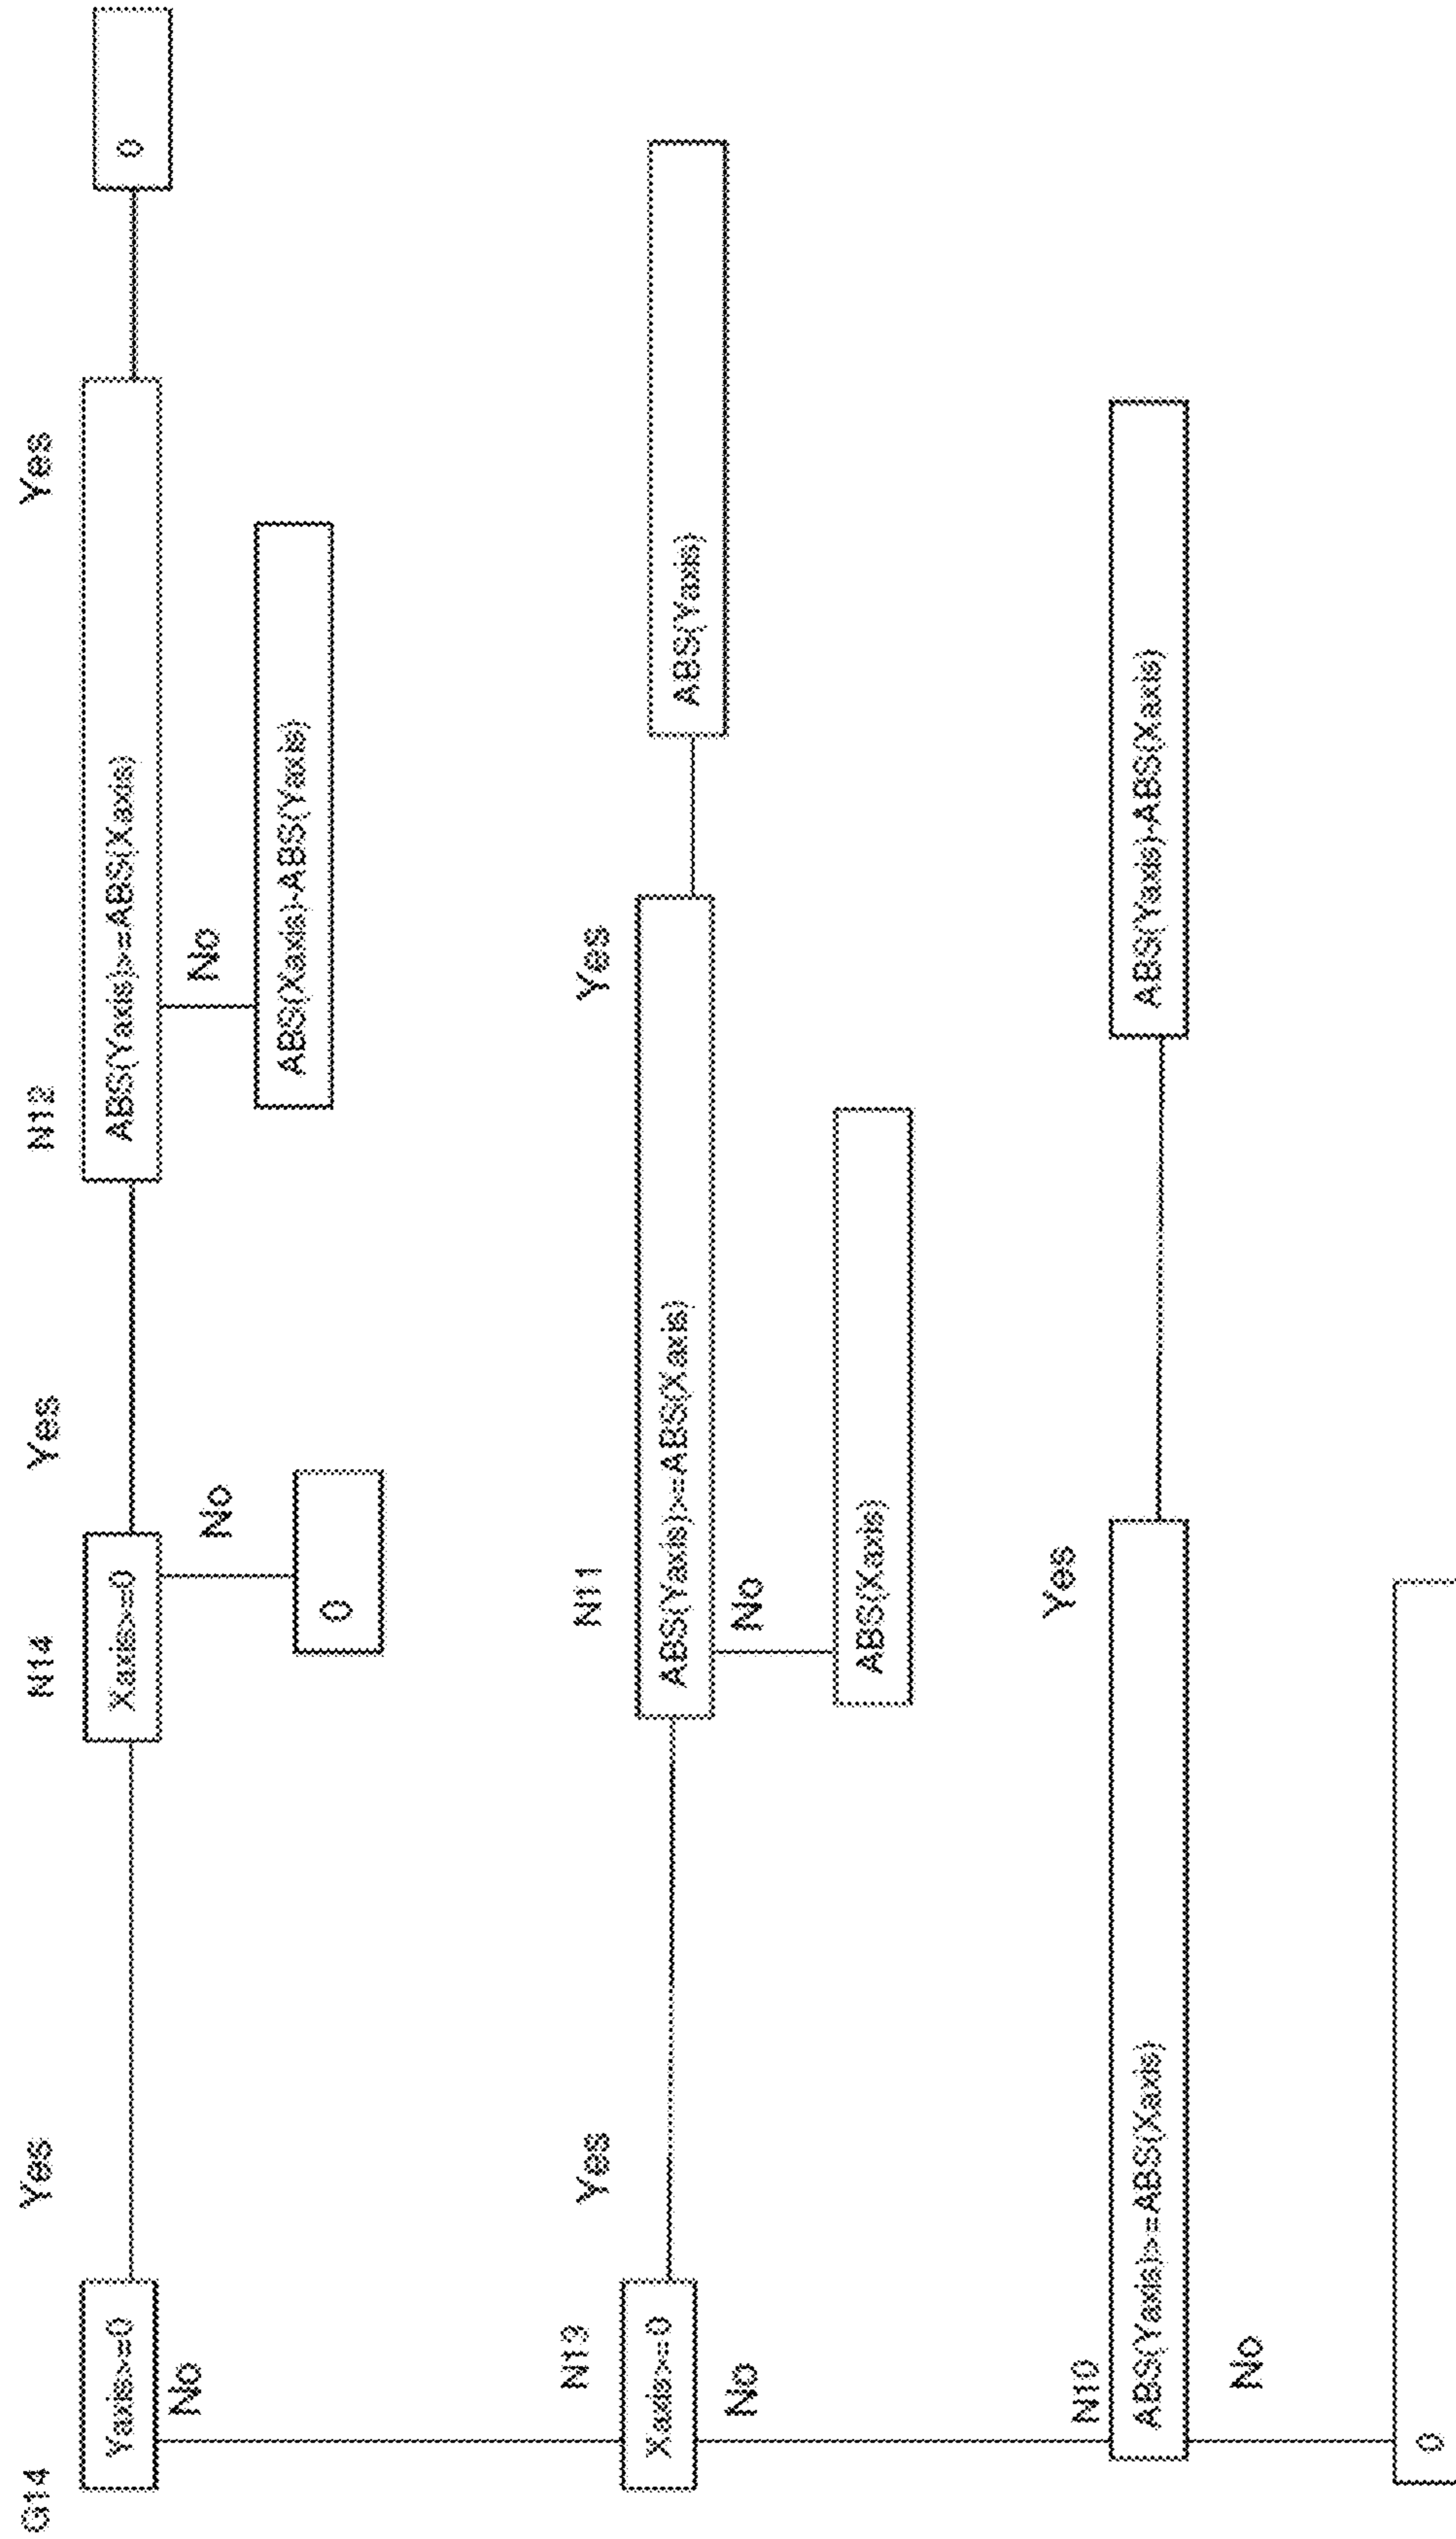 G14
Yaxis>=0
Yes
No
N14
Xaxis>=0
Yes
No
0
N12
ABS(Yaxis)>=ABS(Xaxis)
Yes
0
No
ABS(Xaxis)-ABS(Yaxis)
N13
Xaxis>=0
Yes
No
N11
ABS(Yaxis)>=ABS(Xaxis)
Yes
ABS(Yaxis)
No
ABS(Xaxis)
N10
ABS(Yaxis)>=ABS(Xaxis)
Yes
ABS(Yaxis)-ABS(Xaxis)
No
0